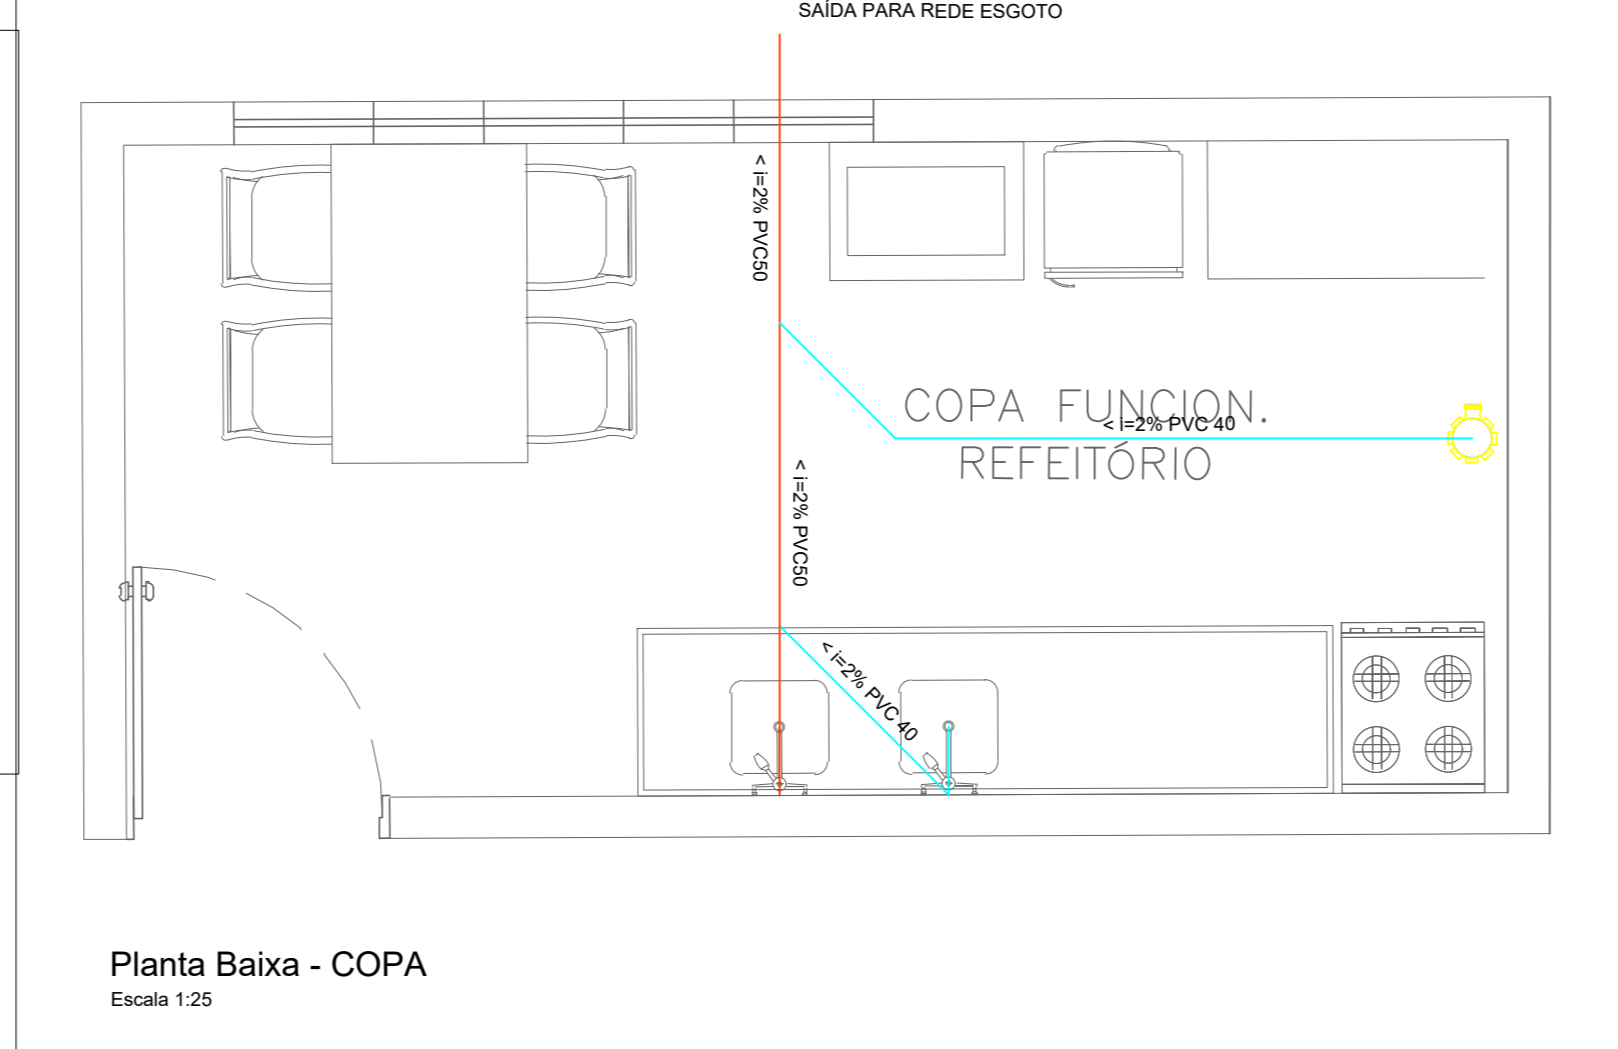 SAÍDA PARA REDE ESGOTO
< i=2% PVC50
COPA FUNCION.
< i=2% PVC 40
REFEITÓRIO
< i=2% PVC50
< i=2% PVC 40
Planta Baixa - COPA
Escala 1:25